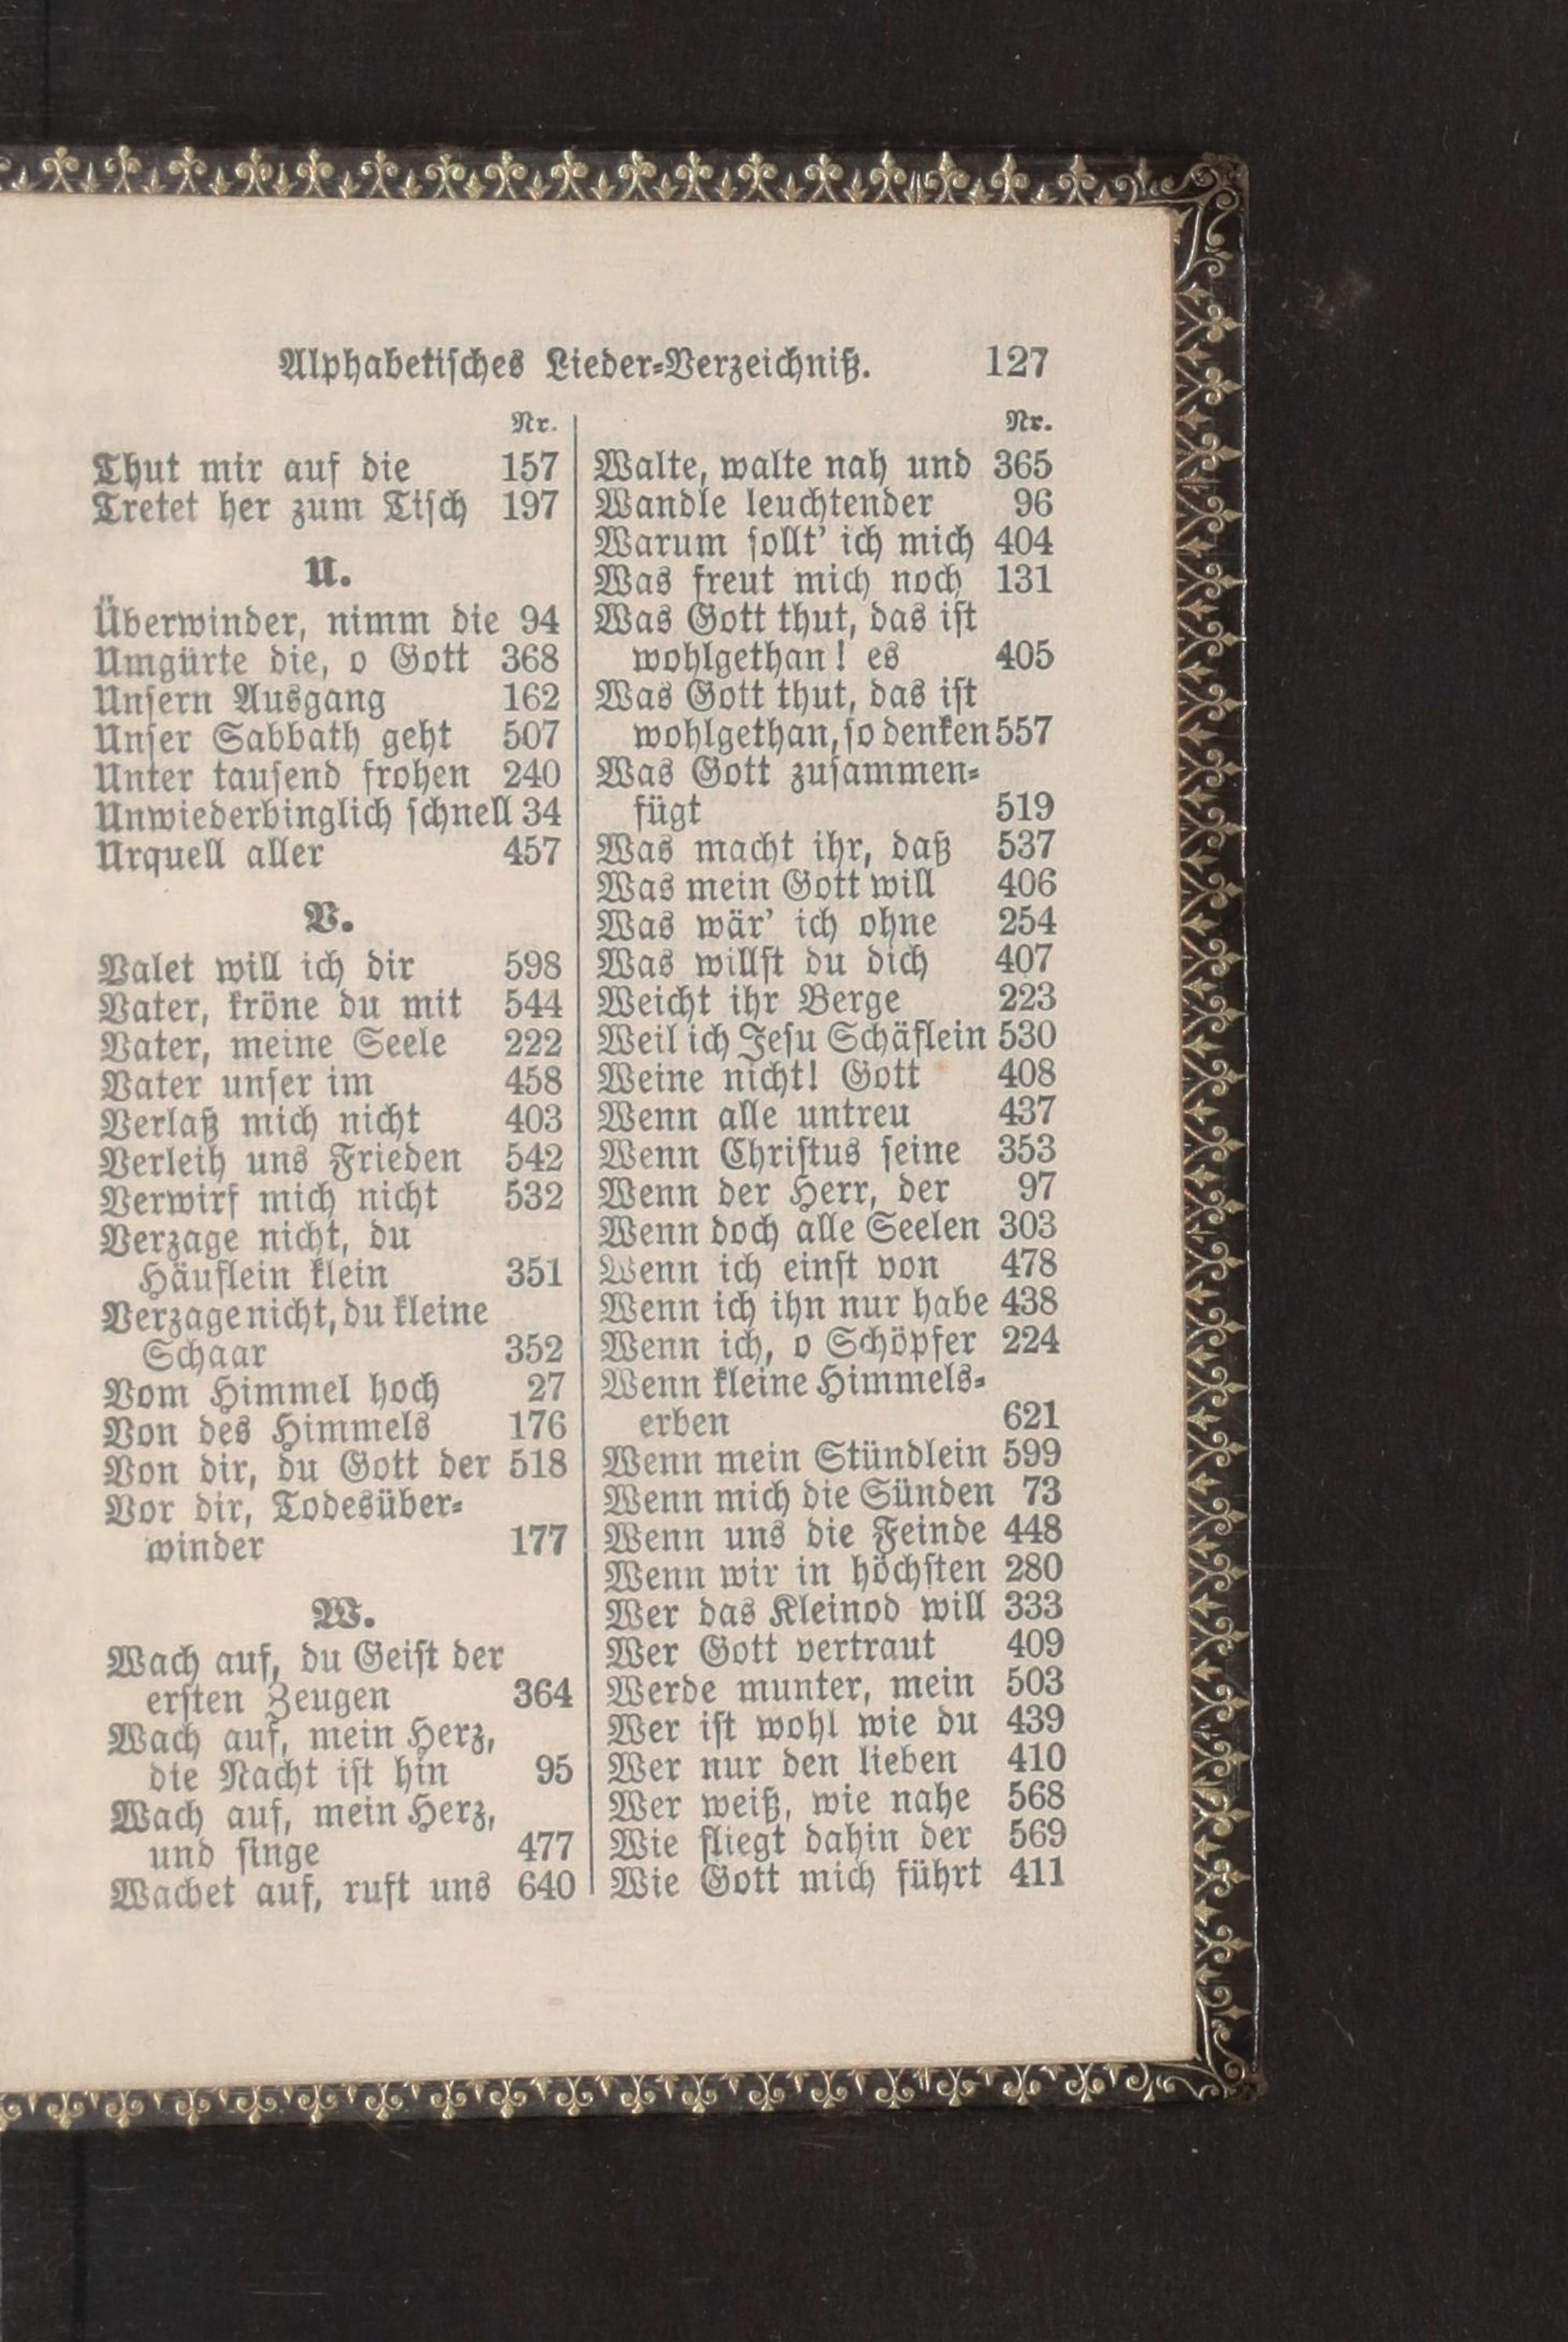 Alphabetisches Lieder-Verzeichniß. 127
Nr.
Thut mir auf die 157
Tretet her zum Tisch 197
U.
Überwinder, nimm die 94
Umgürte die, o Gott 368
Unsern Ausgang 162
Unser Sabbath geht 507
Unter tausend frohen 240
Unwiederbinglich schnell 34
Urquell aller 457
V.
Valet will ich dir 598
Vater, kröne du mit 544
Vater, meine Seele 222
Vater unser im 458
Verlaß mich nicht 403
Verleih uns Frieden 542
Verwirf mich nicht 532
Verzage nicht, du
Häuflein klein 351
Verzage nicht, du kleine
Schaar 352
Vom Himmel hoch 27
Von des Himmels 176
Von dir, du Gott der 518
Vor dir, Todesüber-
winder 177
W.
Wach auf, du Geist der
ersten Zeugen 364
Wach auf, mein Herz,
die Nacht ist hin 95
Wach auf, mein Herz,
und singe 477
Wachet auf, ruft uns 640
Nr.
Walte, walte nah und 365
Wandle leuchtender 96
Warum sollt' ich mich 404
Was freut mich noch 131
Was Gott thut, das ist
wohlgethan! es 405
Was Gott thut, das ist
wohlgethan, so denken 557
Was Gott zusammen-
fügt 519
Was macht ihr, daß 537
Was mein Gott will 406
Was wär' ich ohne 254
Was willst du dich 407
Weicht ihr Berge 223
Weil ich Jesu Schäflein 530
Weine nicht! Gott 408
Wenn alle untreu 437
Wenn Christus seine 353
Wenn der Herr, der 97
Wenn doch alle Seelen 303
Wenn ich einst von 478
Wenn ich ihn nur habe 438
Wenn ich, o Schöpfer 224
Wenn kleine Himmels-
erben 621
Wenn mein Stündlein 599
Wenn mich die Sünden 73
Wenn uns die Feinde 448
Wenn wir in höchsten 280
Wer das Kleinod will 333
Wer Gott vertraut 409
Werde munter, mein 503
Wer ist wohl wie du 439
Wer nur den lieben 410
Wer weiß, wie nahe 568
Wie fliegt dahin der 569
Wie Gott mich führt 411